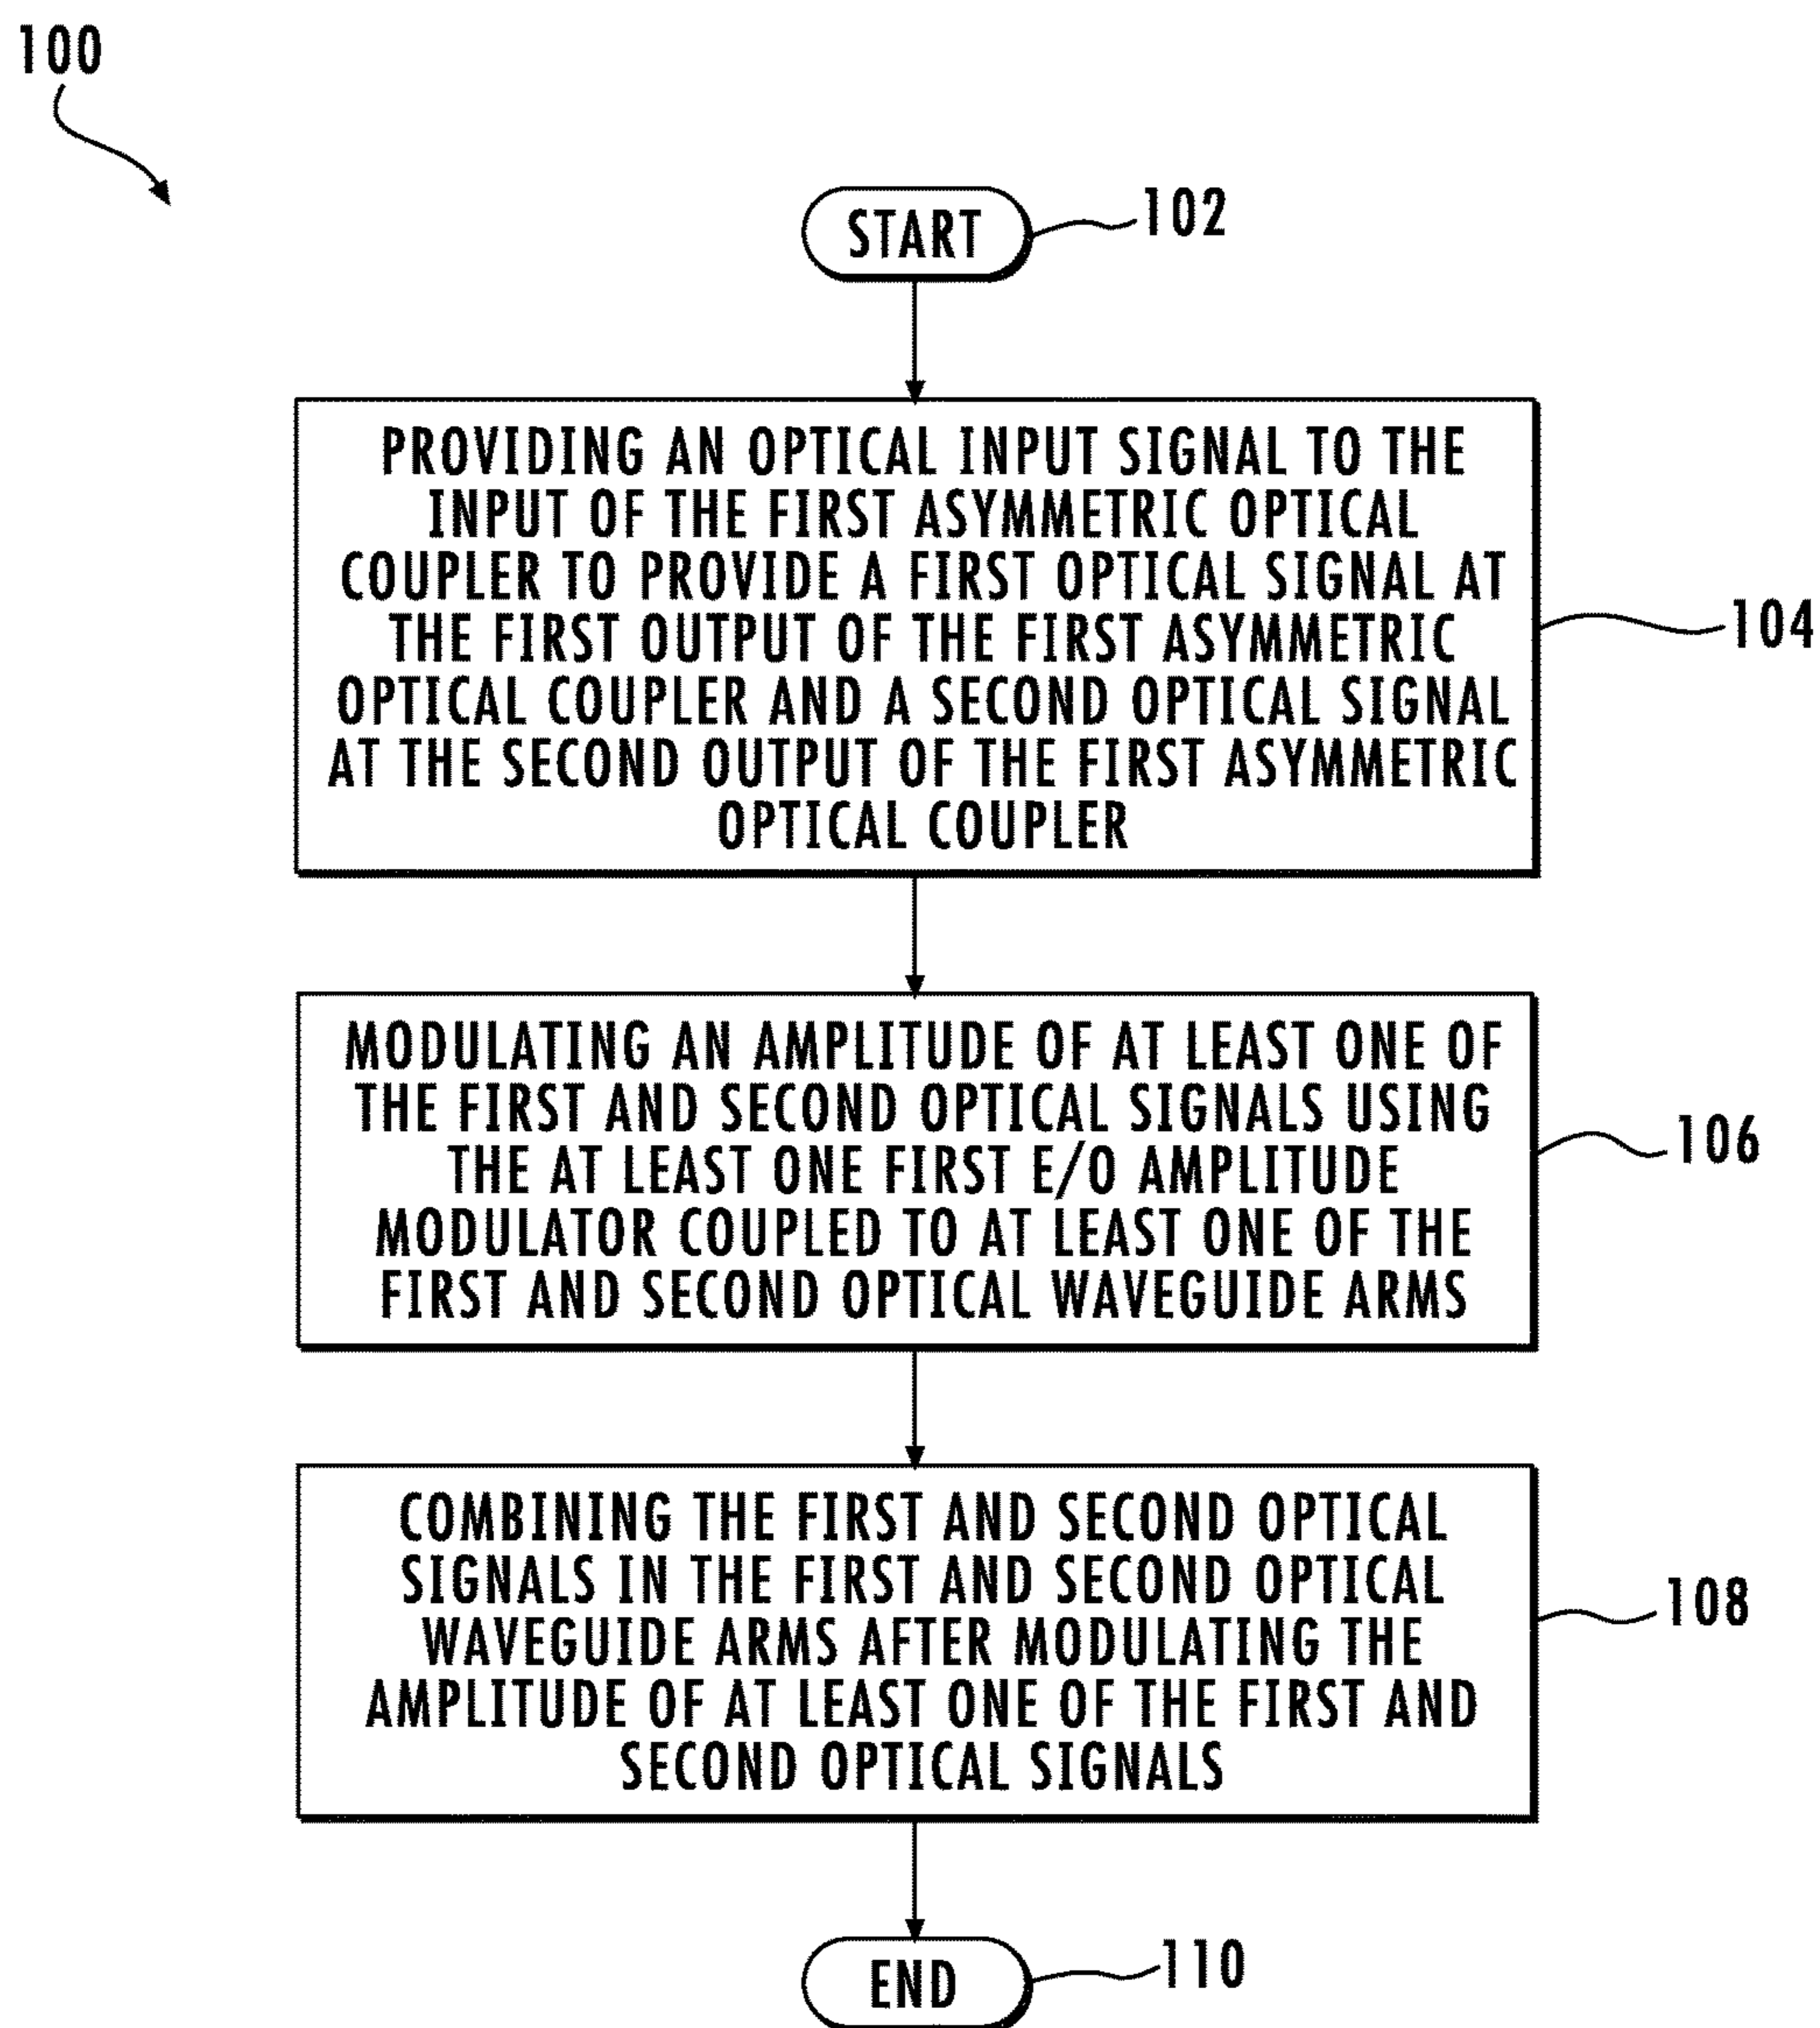 100
START
102
PROVIDING AN OPTICAL INPUT SIGNAL TO THE
INPUT OF THE FIRST ASYMMETRIC OPTICAL
COUPLER TO PROVIDE A FIRST OPTICAL SIGNAL AT
THE FIRST OUTPUT OF THE FIRST ASYMMETRIC
OPTICAL COUPLER AND A SECOND OPTICAL SIGNAL
AT THE SECOND OUTPUT OF THE FIRST ASYMMETRIC
OPTICAL COUPLER
104
MODULATING AN AMPLITUDE OF AT LEAST ONE OF
THE FIRST AND SECOND OPTICAL SIGNALS USING
THE AT LEAST ONE FIRST E/O AMPLITUDE
MODULATOR COUPLED TO AT LEAST ONE OF THE
FIRST AND SECOND OPTICAL WAVEGUIDE ARMS
106
COMBINING THE FIRST AND SECOND OPTICAL
SIGNALS IN THE FIRST AND SECOND OPTICAL
WAVEGUIDE ARMS AFTER MODULATING THE
AMPLITUDE OF AT LEAST ONE OF THE FIRST AND
SECOND OPTICAL SIGNALS
108
END
110